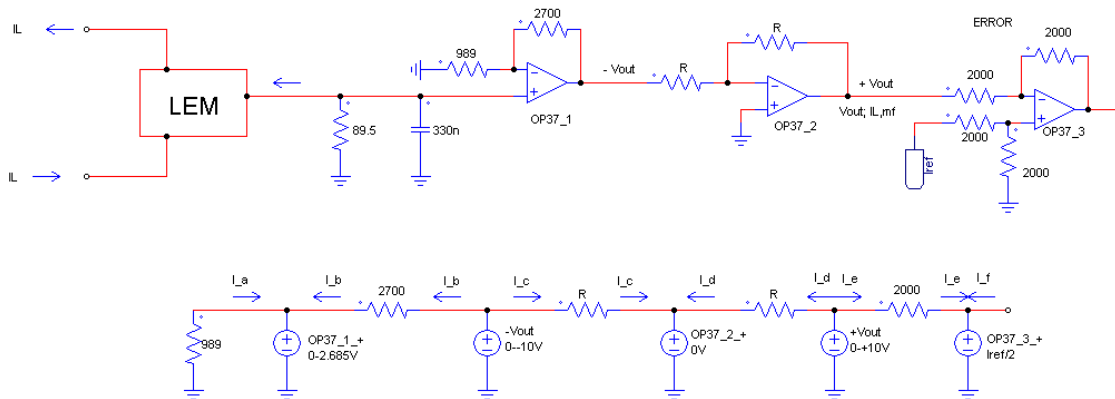 IL
2700
R
ERROR
2000
989
- Vout
R
+ Vout
2000
LEM
OP37_1
OP37_2
Vout; IL,mf
OP37_3
89.5
330n
2000
IL
Iref
2000
I_a
I_b
2700
I_b
I_c
R
I_c
I_d
R
I_d
I_e
2000
I_e
I_f
989
OP37_1_+
0-2.685V
-Vout
0--10V
OP37_2_+
0V
+Vout
0-+10V
OP37_3_+
Iref/2